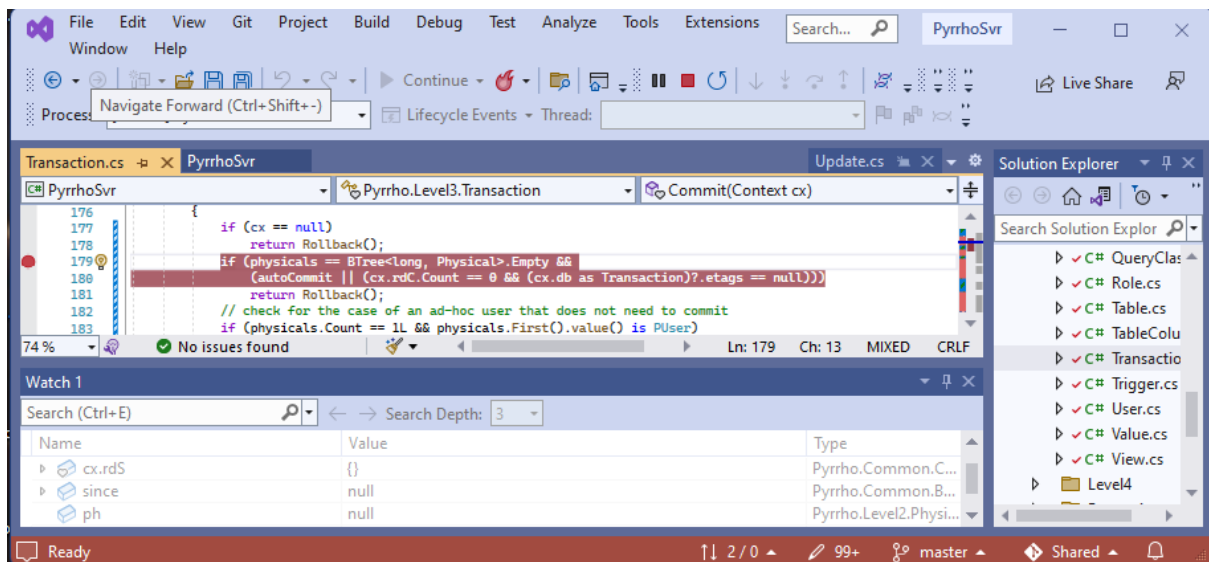 File Edit View Git Project Build Debug Test Analyze Tools Extensions Search... PyrrhoSvr
Window Help
Continue Live Share
Navigate Forward (Ctrl+Shift+-)
Process Lifecycle Events Thread:
Transaction.cs PyrrhoSvr Update.cs
C# PyrrhoSvr Pyrrho.Level3.Transaction Commit(Context cx)
176 {
177 if (cx == null)
178 return Rollback();
179 if (physicals == BTree<long, Physical>.Empty &&
180 (autoCommit || (cx.rdC.Count == 0 && (cx.db as Transaction)?.etags == null)))
181 return Rollback();
182 // check for the case of an ad-hoc user that does not need to commit
183 if (physicals.Count == 1L && physicals.First().value() is PUser)
74 % No issues found Ln: 179 Ch: 13 MIXED CRLF
Watch 1
Search (Ctrl+E) Search Depth: 3
Name Value Type
cx.rdS {} Pyrrho.Common.C...
since null Pyrrho.Common.B...
ph null Pyrrho.Level2.Physi...
Solution Explorer
Search Solution Explor
C# QueryClas
C# Role.cs
C# Table.cs
C# TableColu
C# Transactio
C# Trigger.cs
C# User.cs
C# Value.cs
C# View.cs
Level4
Ready 2 / 0 99+ master Shared